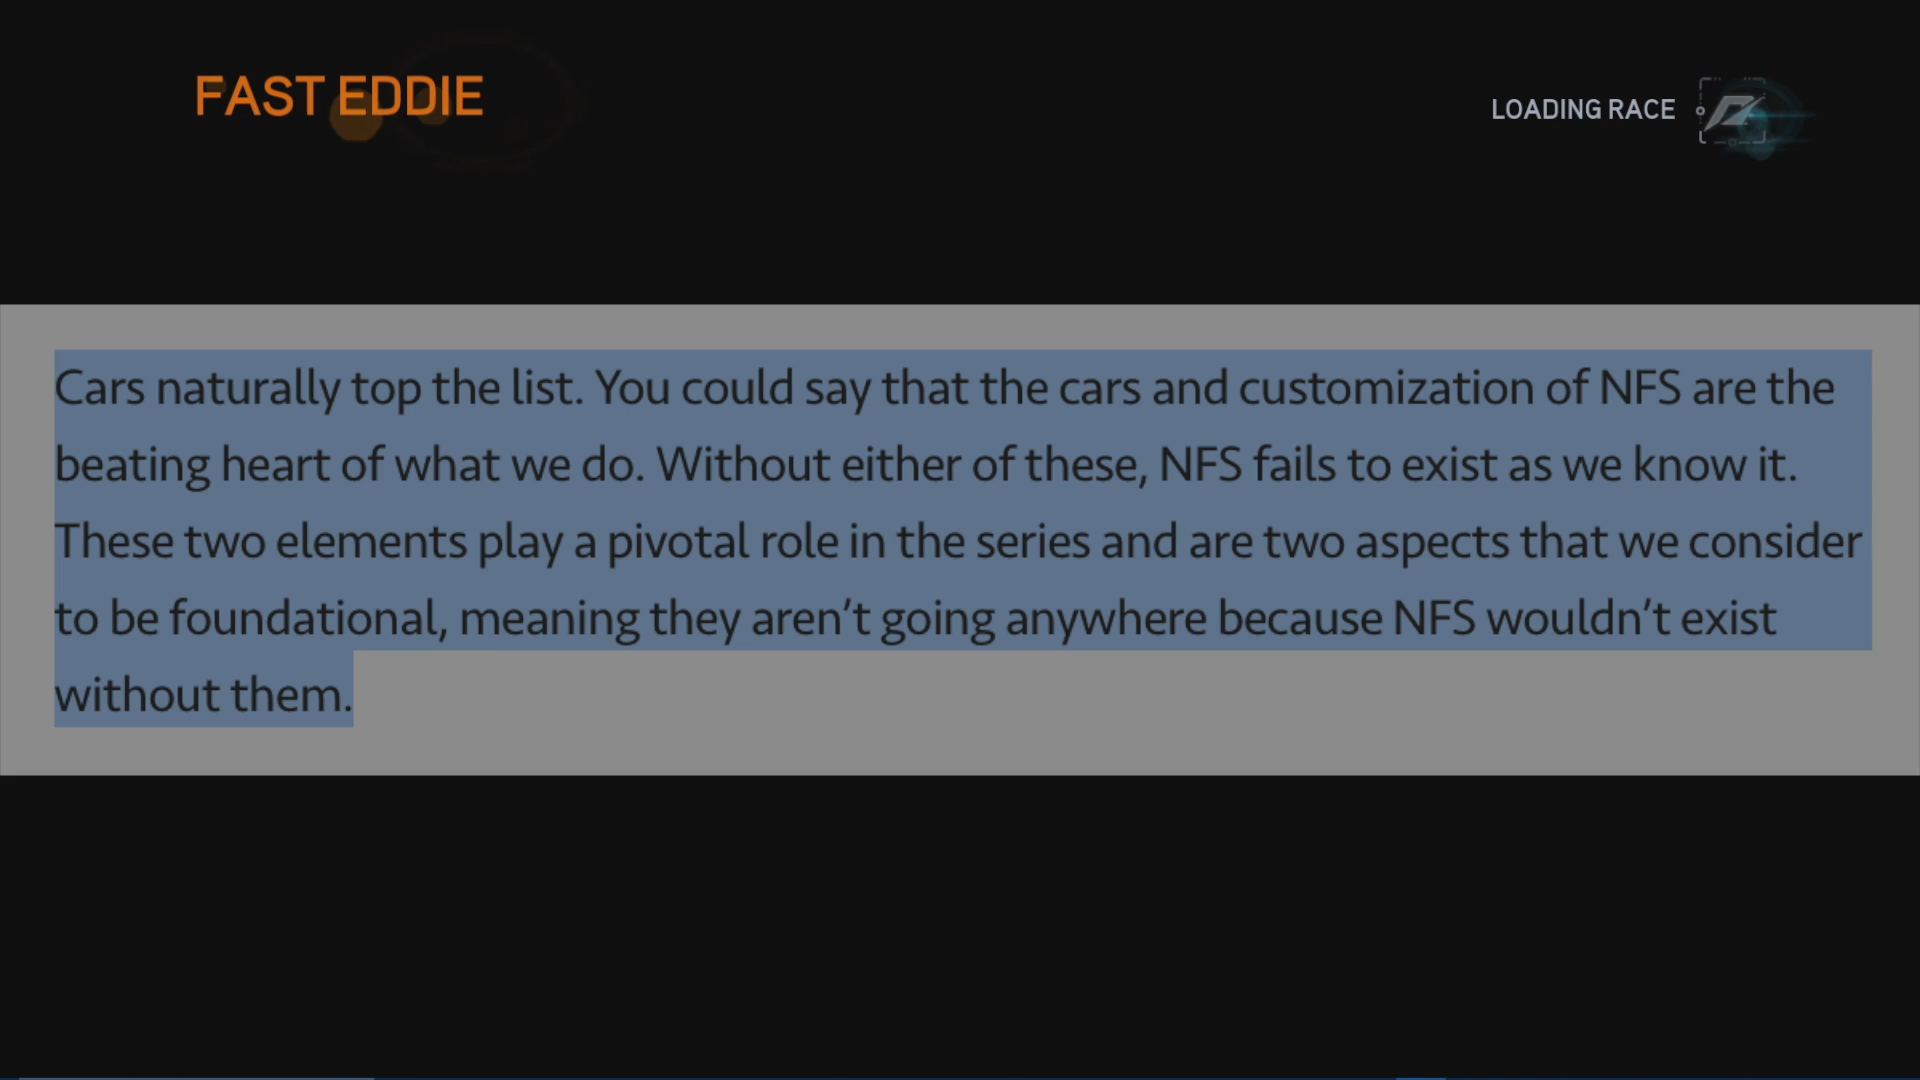 FAST EDDIE
LOADING RACE
Cars naturally top the list. You could say that the cars and customization of NFS are the
beating heart of what we do. Without either of these, NFS fails to exist as we know it.
These two elements play a pivotal role in the series and are two aspects that we consider
to be foundational, meaning they aren’t going anywhere because NFS wouldn’t exist
without them.